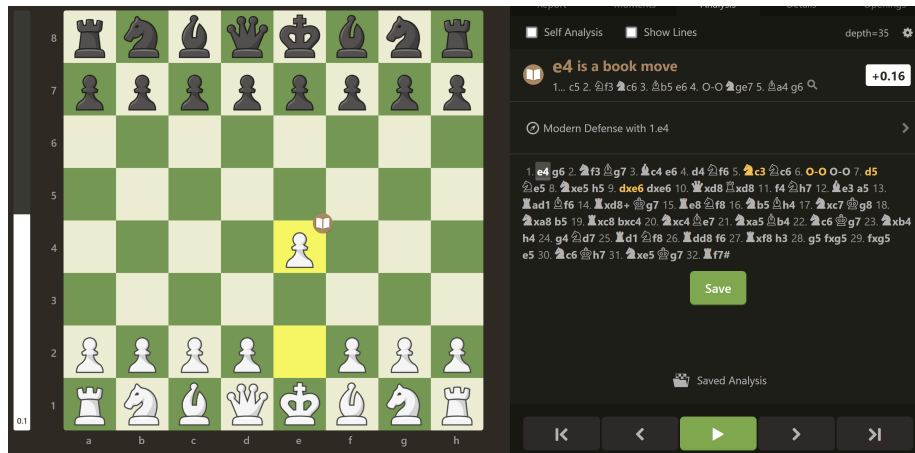 Report Moments Analysis Details Openings
8
7
6
5
4
3
2
1
a b c d e f g h
0.1
Self Analysis Show Lines depth=35
e4 is a book move
+0.16
1... c5 2. ♘f3 ♞c6 3. ♗b5 e6 4. O-O ♞ge7 5. ♗a4 g6
Modern Defense with 1.e4
1. e4 g6 2. ♞f3 ♗g7 3. ♝c4 e6 4. d4 ♘f6 5. ♞c3 ♘c6 6. O-O O-O 7. d5
♘e5 8. ♞xe5 h5 9. dxe6 dxe6 10. ♛xd8 ♖xd8 11. f4 ♘h7 12. ♝e3 a5 13.
♜ad1 ♗f6 14. ♜xd8+ ♔g7 15. ♜e8 ♘f8 16. ♞b5 ♗h4 17. ♞xc7 ♔g8 18.
♞xa8 b5 19. ♜xc8 bxc4 20. ♞xc4 ♗e7 21. ♞xa5 ♗b4 22. ♞c6 ♔g7 23. ♞xb4
h4 24. g4 ♘d7 25. ♜d1 ♘f8 26. ♜dd8 f6 27. ♜xf8 h3 28. g5 fxg5 29. fxg5
e5 30. ♞c6 ♔h7 31. ♞xe5 ♔g7 32. ♜f7#
Save
Saved Analysis